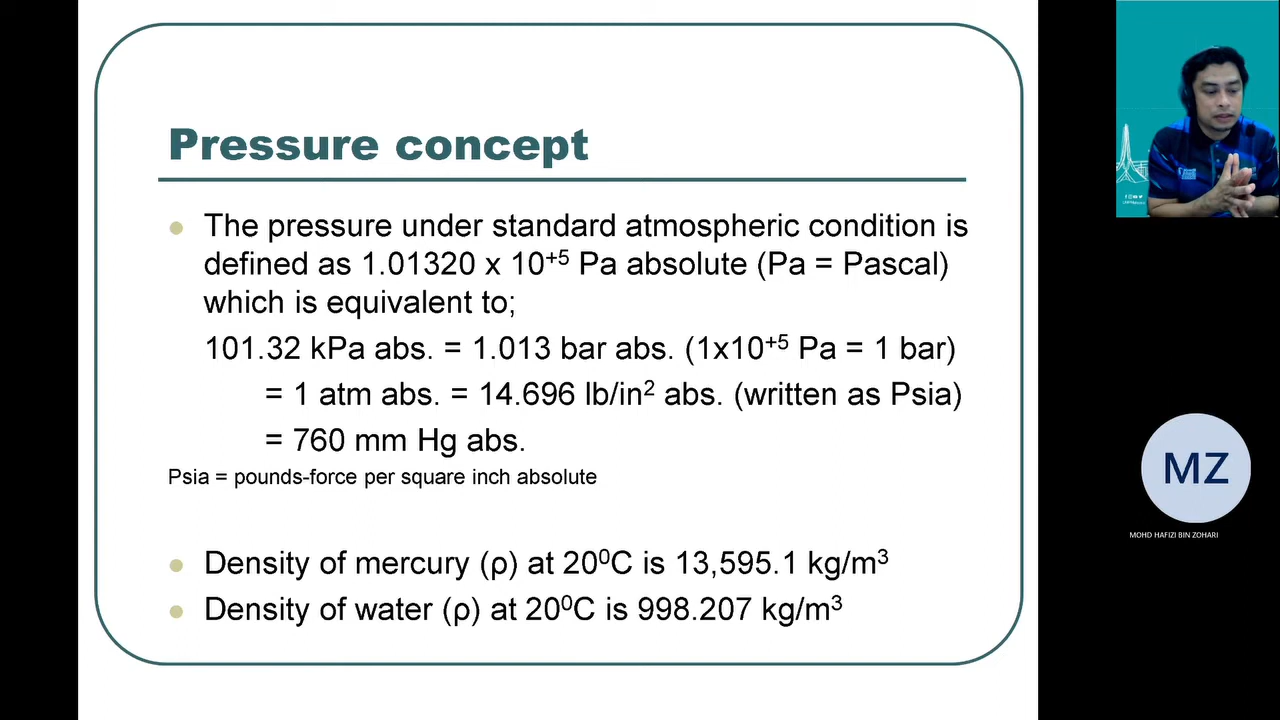 Pressure concept
The pressure under standard atmospheric condition is
defined as 1.01320 x 10⁺⁵ Pa absolute (Pa = Pascal)
which is equivalent to;
101.32 kPa abs. = 1.013 bar abs. (1x10⁺⁵ Pa = 1 bar)
= 1 atm abs. = 14.696 lb/in² abs. (written as Psia)
= 760 mm Hg abs.
Psia = pounds-force per square inch absolute
Density of mercury (ρ) at 20⁰C is 13,595.1 kg/m³
Density of water (ρ) at 20⁰C is 998.207 kg/m³
MZ
MOHD HAFIZI BIN ZOHARI